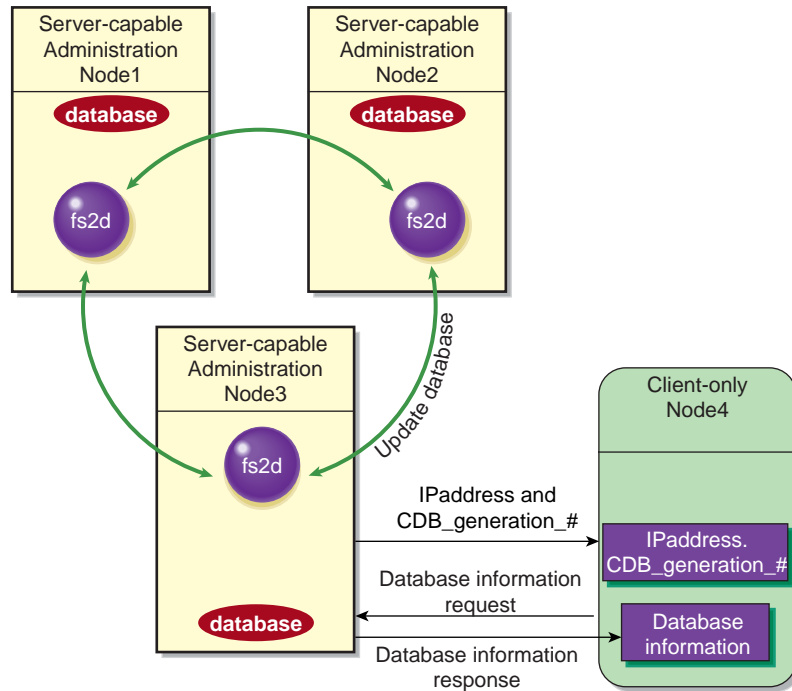 Server-capable
Administration
Node1
database
fs2d
Server-capable
Administration
Node2
database
fs2d
Server-capable
Administration
Node3
fs2d
database
Update database
IPaddress and
CDB_generation_#
Database information
request
Database information
response
Client-only
Node4
IPaddress.
CDB_generation_#
Database
information